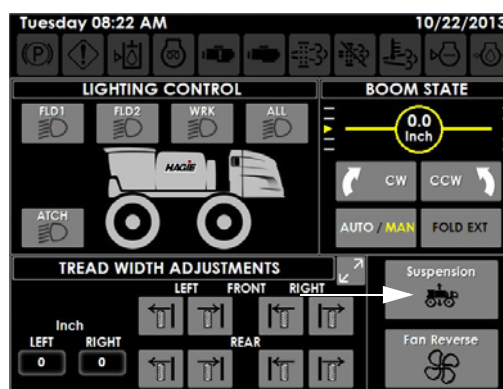 Tuesday 08:22 AM 10/22/2013
(P)
LIGHTING CONTROL
BOOM STATE
FLD1 FLD2 WRK ALL
0.0
Inch
HAGIE
CW CCW
ATCH
AUTO / MAN FOLD EXT
TREAD WIDTH ADJUSTMENTS
Suspension
LEFT FRONT RIGHT
Inch
LEFT RIGHT
REAR
Fan Reverse
0 0